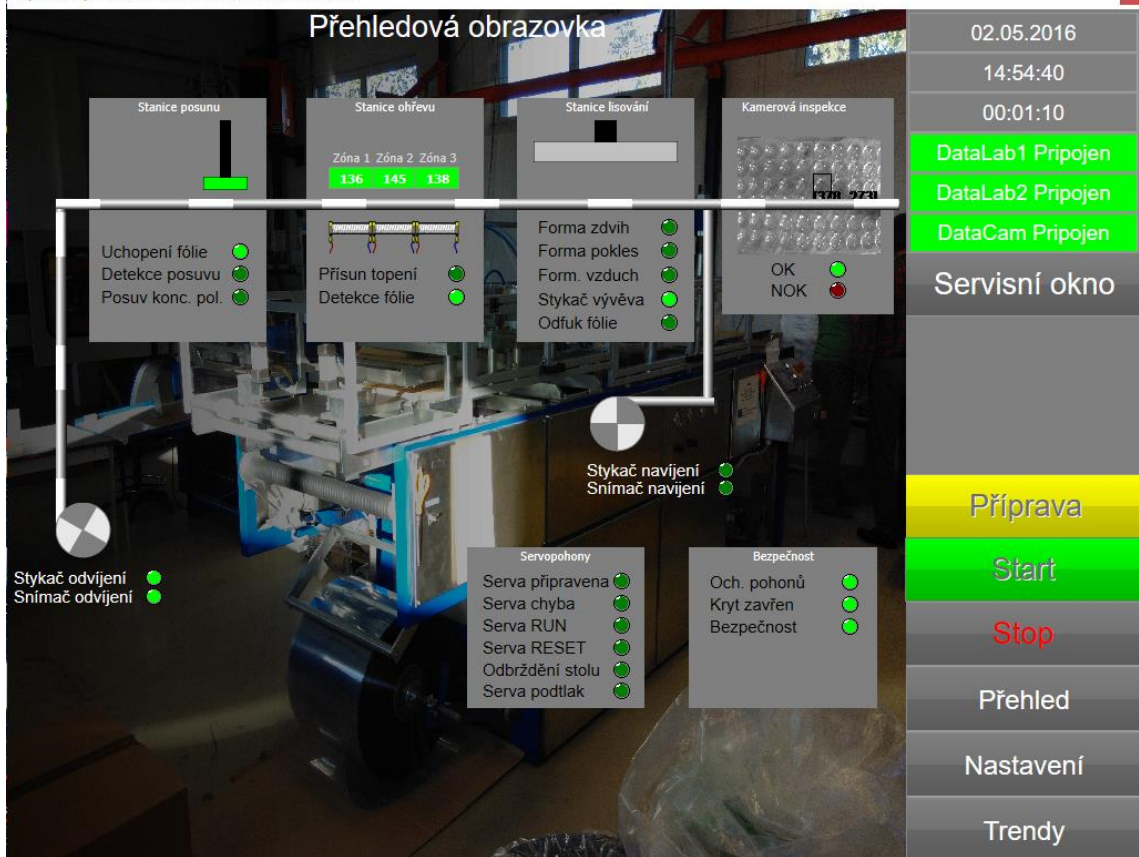 Přehledová obrazovka
Stanice posunu
Uchopení fólie
Detekce posuvu
Posuv konc. pol.
Stanice ohřevu
Zóna 1 Zóna 2 Zóna 3
136 145 138
Přísun topení
Detekce fólie
Stanice lisování
Forma zdvih
Forma pokles
Form. vzduch
Stykač vývěva
Odfuk fólie
Kamerová inspekce
OK
NOK
Stykač navíjení
Snímač navijení
Stykač odvíjení
Snímač odvíjení
Servopohony
Serva připravena
Serva chyba
Serva RUN
Serva RESET
Odbrždění stolu
Serva podtlak
Bezpečnost
Och. pohonů
Kryt zavřen
Bezpečnost
02.05.2016
14:54:40
00:01:10
DataLab1 Pripojen
DataLab2 Pripojen
DataCam Pripojen
Servisní okno
Příprava
Start
Stop
Přehled
Nastavení
Trendy